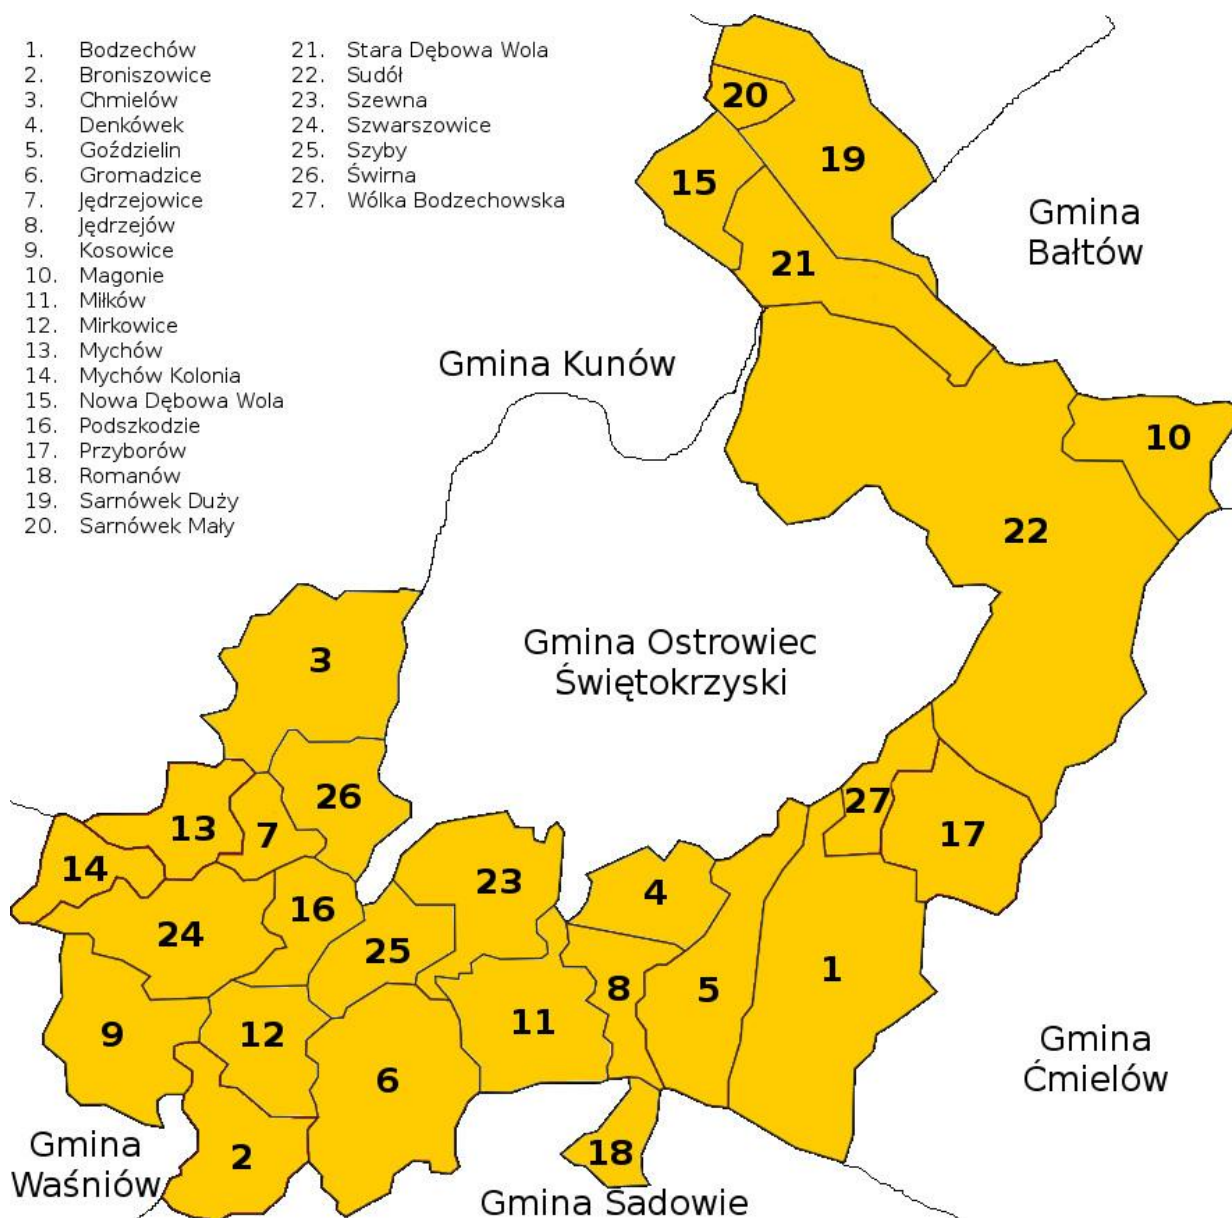 1. Bodzechów
2. Broniszowice
3. Chmielów
4. Denkówek
5. Goździelin
6. Gromadzice
7. Jędrzejowice
8. Jędrzejów
9. Kosowice
10. Magonie
11. Miłków
12. Mirkowice
13. Mychów
14. Mychów Kolonia
15. Nowa Dębowa Wola
16. Podszkodzie
17. Przyborów
18. Romanów
19. Sarnówek Duży
20. Sarnówek Mały
21. Stara Dębowa Wola
22. Sudół
23. Szewna
24. Szwarszowice
25. Szyby
26. Świrna
27. Wólka Bodzechowska
20
19
15
21
Gmina
Bałtów
Gmina Kunów
10
22
Gmina Ostrowiec
Świętokrzyski
3
26
27
13
7
17
14
23
4
16
24
25
8
5
1
9
12
11
6
Gmina
Ćmielów
Gmina
Waśniów
2
18
Gmina Sadowie